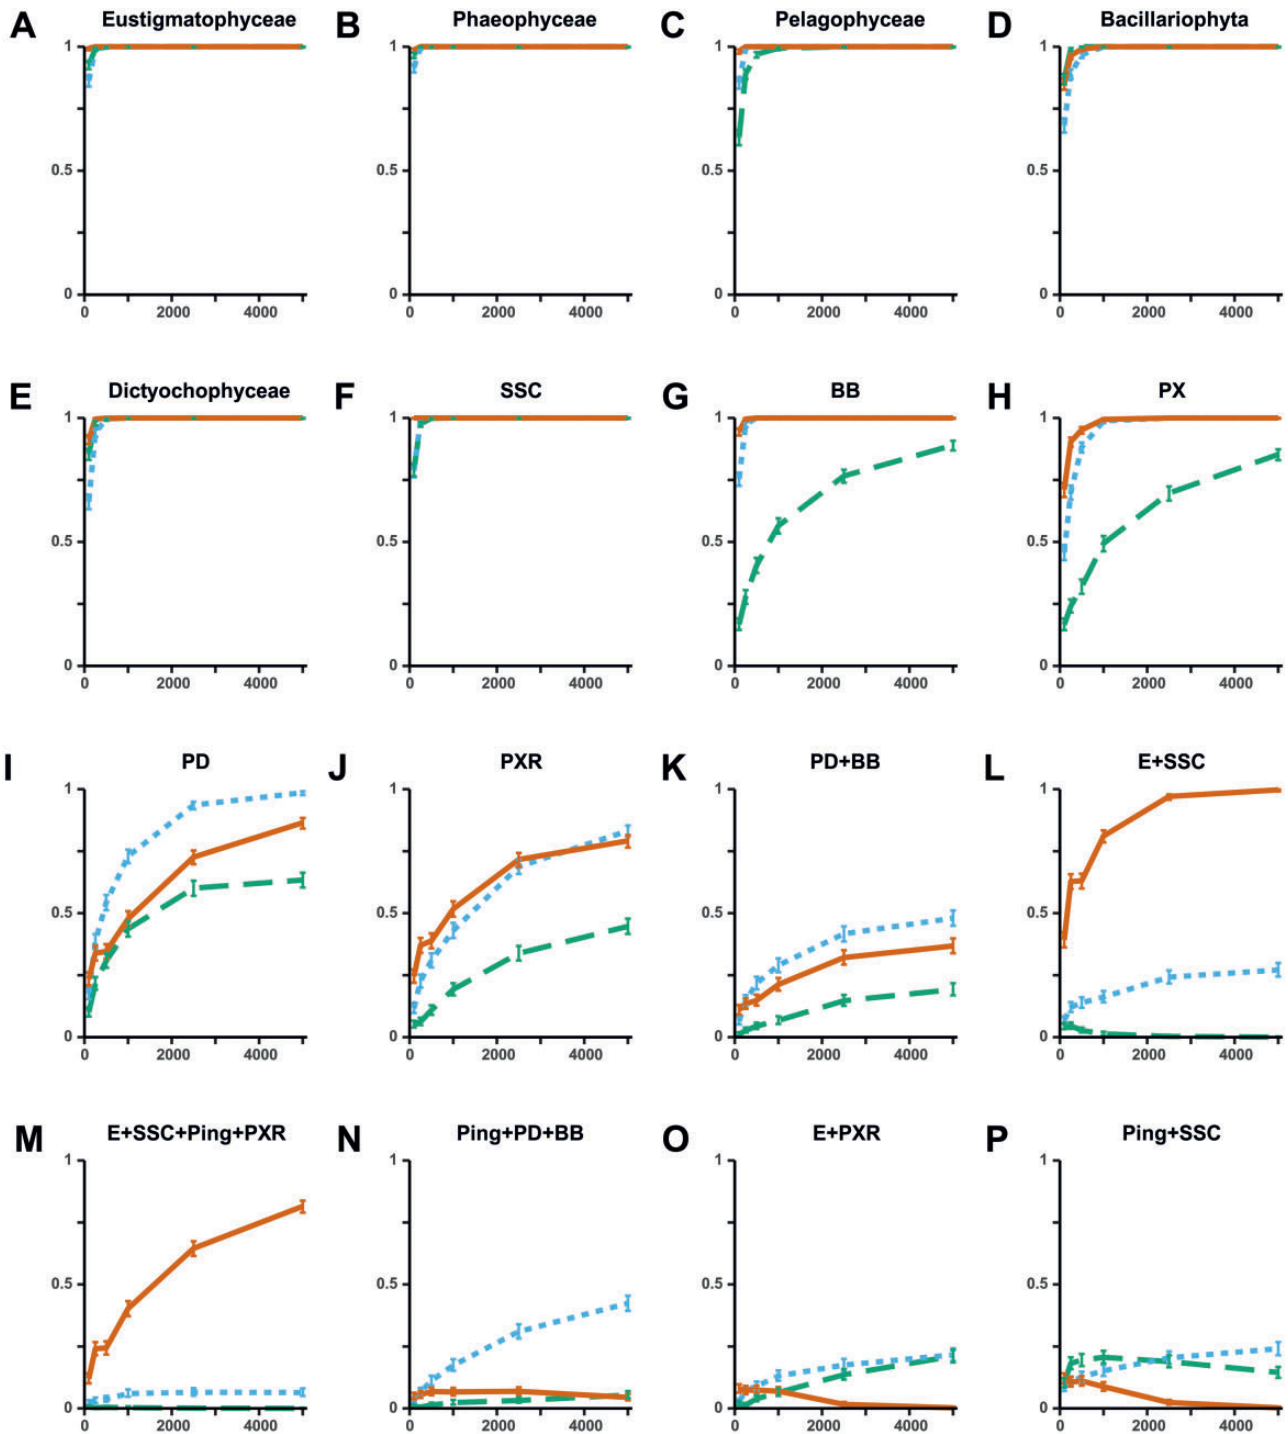 A Eustigmatophyceae B Phaeophyceae C Pelagophyceae D Bacillariophyta
1 1 1 1
0.5 0.5 0.5 0.5
0 0 0 0
0 2000 4000 0 2000 4000 0 2000 4000 0 2000 4000
E Dictyochophyceae F SSC G BB H PX
1 1 1 1
0.5 0.5 0.5 0.5
0 0 0 0
0 2000 4000 0 2000 4000 0 2000 4000 0 2000 4000
I PD J PXR K PD+BB L E+SSC
1 1 1 1
0.5 0.5 0.5 0.5
0 0 0 0
0 2000 4000 0 2000 4000 0 2000 4000 0 2000 4000
M E+SSC+Ping+PXR N Ping+PD+BB O E+PXR P Ping+SSC
1 1 1 1
0.5 0.5 0.5 0.5
0 0 0 0
0 2000 4000 0 2000 4000 0 2000 4000 0 2000 4000